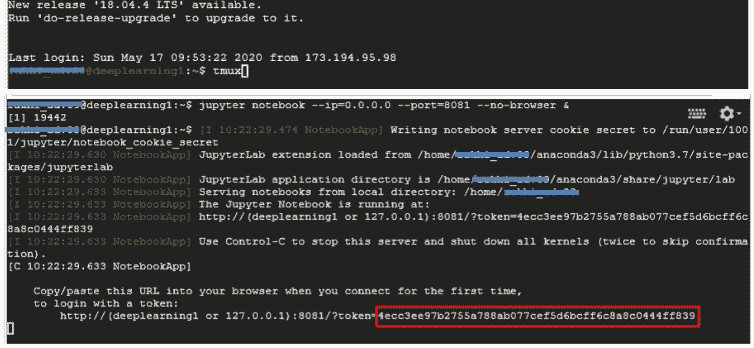 New release '18.04.4 LTS' available.
Run 'do-release-upgrade' to upgrade to it.
Last login: Sun May 17 09:53:22 2020 from 173.194.95.98
@deeplearning1:~$ tmux
@deeplearning1:~$ jupyter notebook --ip=0.0.0.0 --port=8081 --no-browser &
[1] 19442
@deeplearning1:~$ [I 10:22:29.474 NotebookApp] Writing notebook server cookie secret to /run/user/100
1/jupyter/notebook_cookie_secret
[I 10:22:29.630 NotebookApp] JupyterLab extension loaded from /home/ /anaconda3/lib/python3.7/site-pac
kages/jupyterlab
[I 10:22:29.630 NotebookApp] JupyterLab application directory is /home/ /anaconda3/share/jupyter/lab
[I 10:22:29.633 NotebookApp] Serving notebooks from local directory: /home/
[I 10:22:29.633 NotebookApp] The Jupyter Notebook is running at:
[I 10:22:29.633 NotebookApp] http://(deeplearning1 or 127.0.0.1):8081/?token=4ecc3ee97b2755a788ab077cef5d6bcff6c
8a8c0444ff839
[I 10:22:29.633 NotebookApp] Use Control-C to stop this server and shut down all kernels (twice to skip confirma
tion).
[C 10:22:29.633 NotebookApp]
Copy/paste this URL into your browser when you connect for the first time,
to login with a token:
http://(deeplearning1 or 127.0.0.1):8081/?token=4ecc3ee97b2755a788ab077cef5d6bcff6c8a8c0444ff839